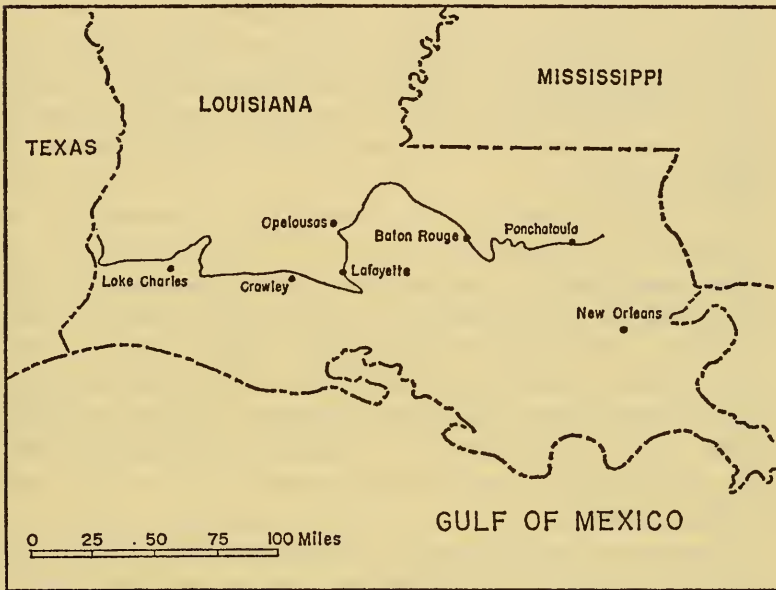 MISSISSIPPI
LOUISIANA
TEXAS
Opelousas
Baton Rouge
Ponchatoula
Lake Charles
Crawley
Lafayette
New Orleans
GULF OF MEXICO
0 25 50 75 100 Miles